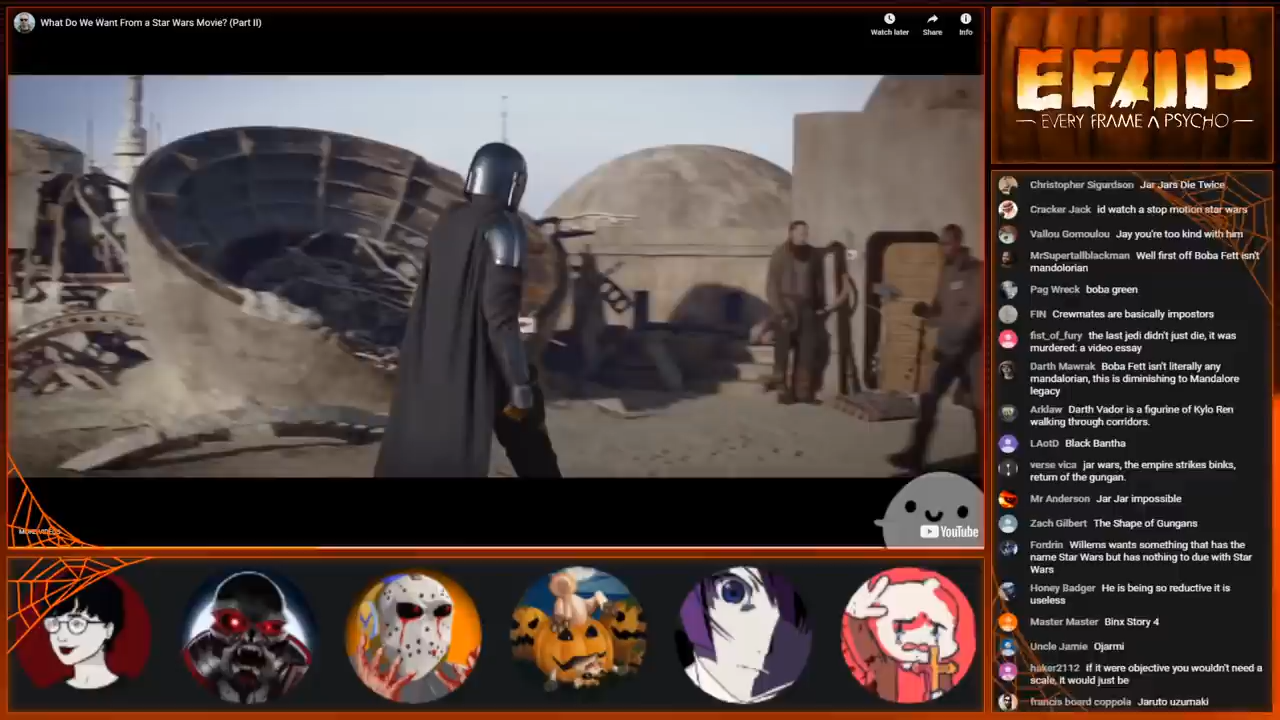 What Do We Want From a Star Wars Movie? (Part II)
Watch later
Share
Info
EFAP
EVERY FRAME A PSYCHO
Christopher Sigurdson Jar Jars Die Twice
Cracker Jack id watch a stop motion star wars
Vallou Gomoulou Jay you're too kind with him
MrSupertallblackman Well first off Boba Fett isn't
mandolorian
Pag Wreck boba green
FIN Crewmates are basically impostors
fist_of_fury the last jedi didn't just die, it was
murdered: a video essay
Darth Mawrak Boba Fett isn't literally any
mandalorian, this is diminishing to Mandalore
legacy
Arklaw Darth Vador is a figurine of Kylo Ren
walking through corridors.
LAotD Black Bantha
verse vica jar wars, the empire strikes binks,
return of the gungan.
Mr Anderson Jar Jar impossible
Zach Gilbert The Shape of Gungans
Fordrin Willems wants something that has the
name Star Wars but has nothing to due with Star
Wars
Honey Badger He is being so reductive it is
useless
Master Master Binx Story 4
Uncle Jamie Ojarmi
haker2112 if it were objective you wouldn't need a
scale, it would just be
francis board coppola Jaruto uzumaki
MORE VIDEOS
YouTube